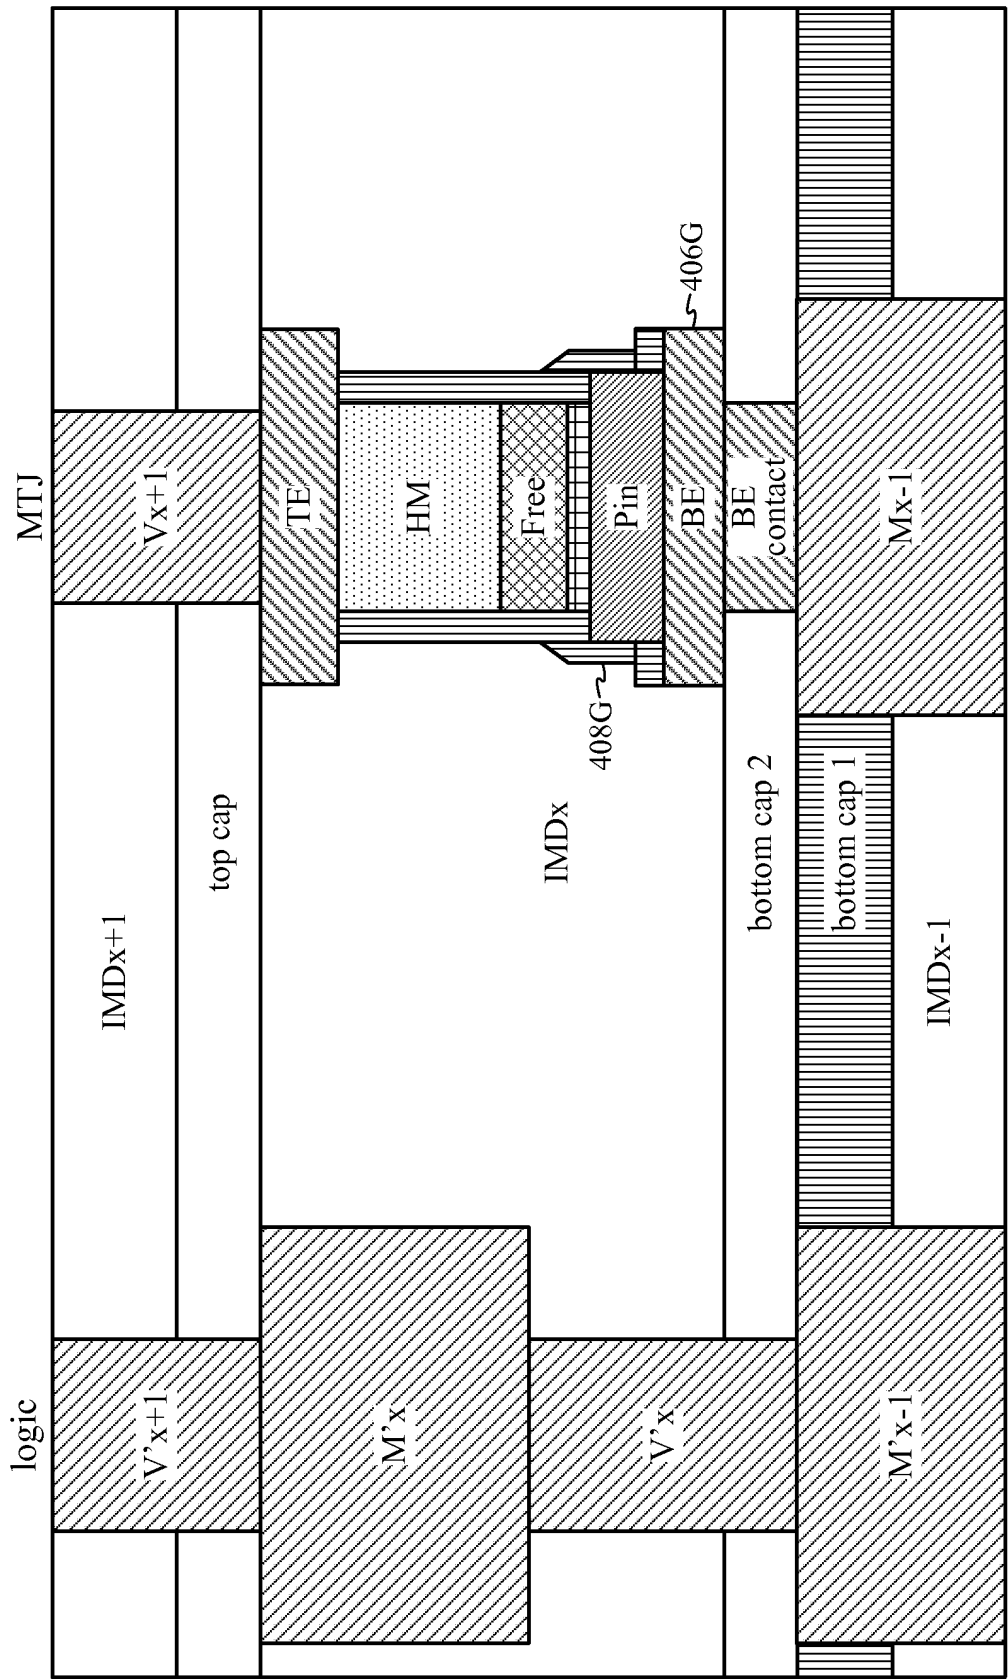 logic
MTJ
V'x+1
IMDx+1
Vx+1
top cap
TE
M'x
HM
Free
IMDx
408G
Pin
406G
V'x
BE
bottom cap 2
BE
contact
bottom cap 1
M'x-1
IMDx-1
Mx-1